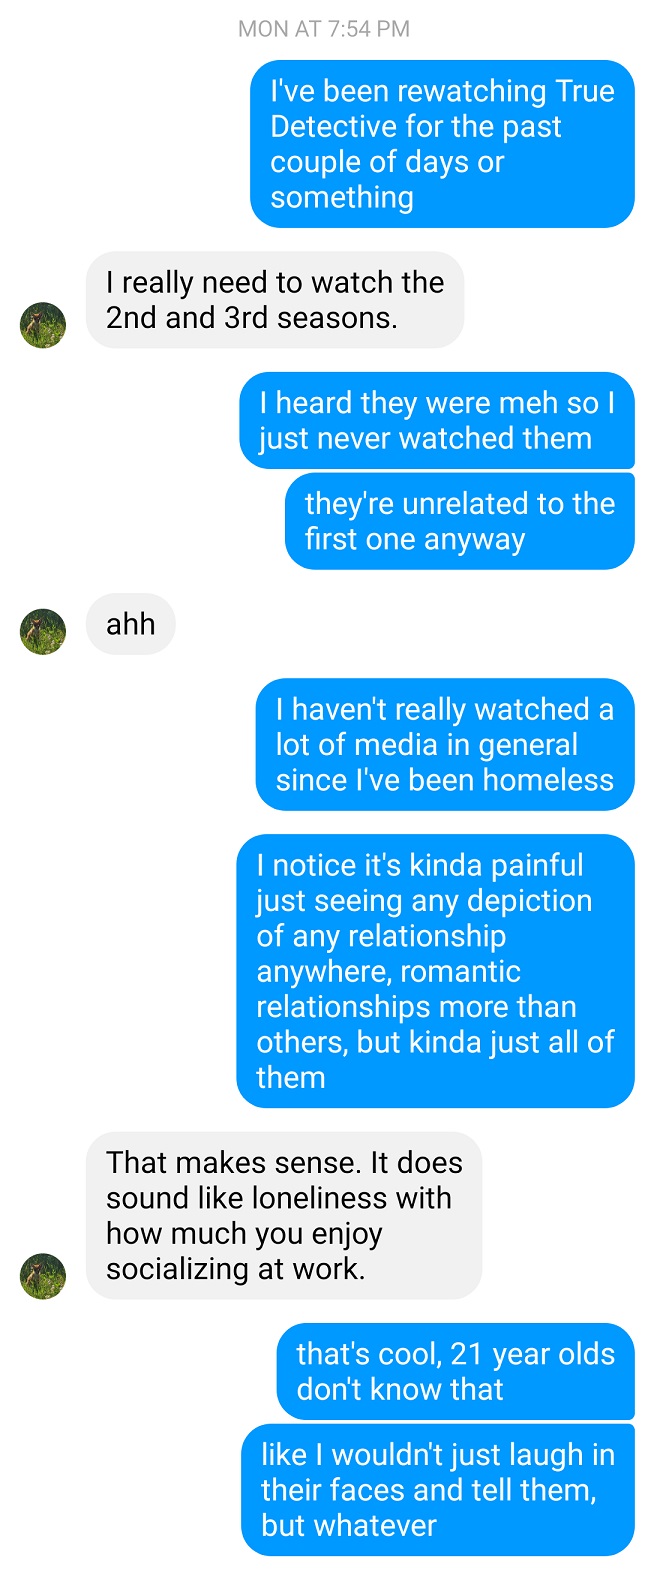 MON AT 7:54 PM
I've been rewatching True
Detective for the past
couple of days or
something
I really need to watch the
2nd and 3rd seasons.
I heard they were meh so I
just never watched them
they're unrelated to the
first one anyway
ahh
I haven't really watched a
lot of media in general
since I've been homeless
I notice it's kinda painful
just seeing any depiction
of any relationship
anywhere, romantic
relationships more than
others, but kinda just all of
them
That makes sense. It does
sound like loneliness with
how much you enjoy
socializing at work.
that's cool, 21 year olds
don't know that
like I wouldn't just laugh in
their faces and tell them,
but whatever